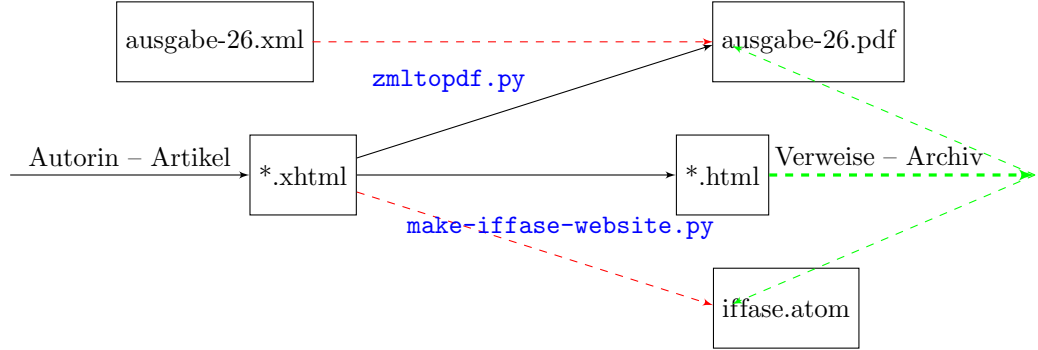 ausgabe-26.xml
ausgabe-26.pdf
zmltopdf.py
Autorin – Artikel
*.xhtml
*.html
Verweise – Archiv
make-iffase-website.py
iffase.atom